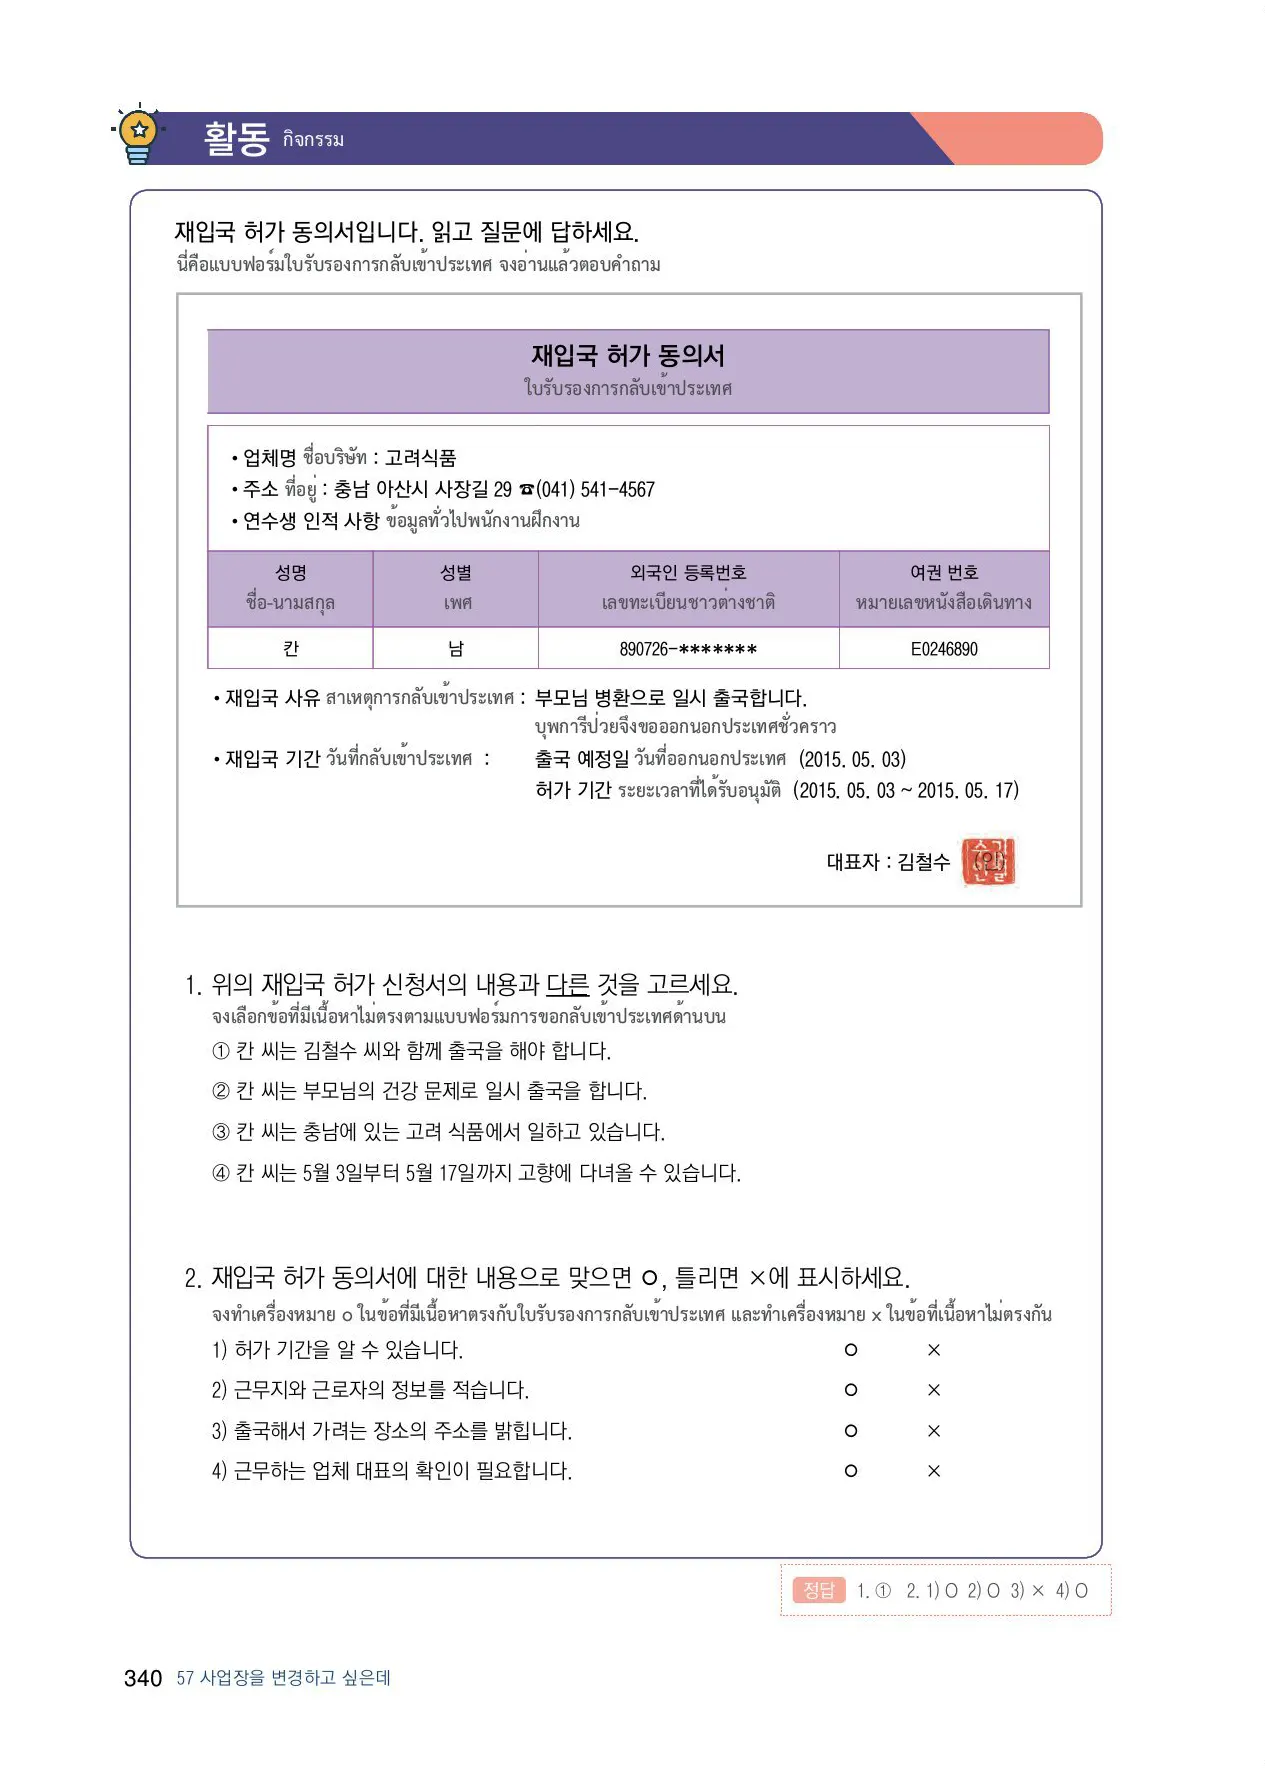 활동 กิจกรรม
재입국 허가 동의서입니다. 읽고 질문에 답하세요.
นี่คือแบบฟอร์มใบรับรองการกลับเข้าประเทศ จงอ่านแล้วตอบคำถาม
재입국 허가 동의서
ใบรับรองการกลับเข้าประเทศ
• 업체명 ชื่อบริษัท : 고려식품
• 주소 ที่อยู่ : 충남 아산시 사장길 29 ☎(041) 541-4567
• 연수생 인적 사항 ข้อมูลทั่วไปพนักงานฝึกงาน
성명 성별 외국인 등록번호 여권 번호
ชื่อ-นามสกุล เพศ เลขทะเบียนชาวต่างชาติ หมายเลขหนังสือเดินทาง
칸 남 890726-******* E0246890
• 재입국 사유 สาเหตุการกลับเข้าประเทศ : 부모님 병환으로 일시 출국합니다.
บุพการีป่วยจึงขอออกนอกประเทศชั่วคราว
• 재입국 기간 วันที่กลับเข้าประเทศ : 출국 예정일 วันที่ออกนอกประเทศ (2015. 05. 03)
허가 기간 ระยะเวลาที่ได้รับอนุมัติ (2015. 05. 03 ~ 2015. 05. 17)
대표자 : 김철수 (인)
1. 위의 재입국 허가 신청서의 내용과 다른 것을 고르세요.
จงเลือกข้อที่มีเนื้อหาไม่ตรงตามแบบฟอร์มการขอกลับเข้าประเทศด้านบน
① 칸 씨는 김철수 씨와 함께 출국을 해야 합니다.
② 칸 씨는 부모님의 건강 문제로 일시 출국을 합니다.
③ 칸 씨는 충남에 있는 고려 식품에서 일하고 있습니다.
④ 칸 씨는 5월 3일부터 5월 17일까지 고향에 다녀올 수 있습니다.
2. 재입국 허가 동의서에 대한 내용으로 맞으면 ㅇ, 틀리면 ×에 표시하세요.
จงทำเครื่องหมาย o ในข้อที่มีเนื้อหาตรงกับใบรับรองการกลับเข้าประเทศ และทำเครื่องหมาย x ในข้อที่เนื้อหาไม่ตรงกัน
1) 허가 기간을 알 수 있습니다. ㅇ ×
2) 근무지와 근로자의 정보를 적습니다. ㅇ ×
3) 출국해서 가려는 장소의 주소를 밝힙니다. ㅇ ×
4) 근무하는 업체 대표의 확인이 필요합니다. ㅇ ×
정답 1. ① 2. 1) O 2) O 3) × 4) O
340 57 사업장을 변경하고 싶은데